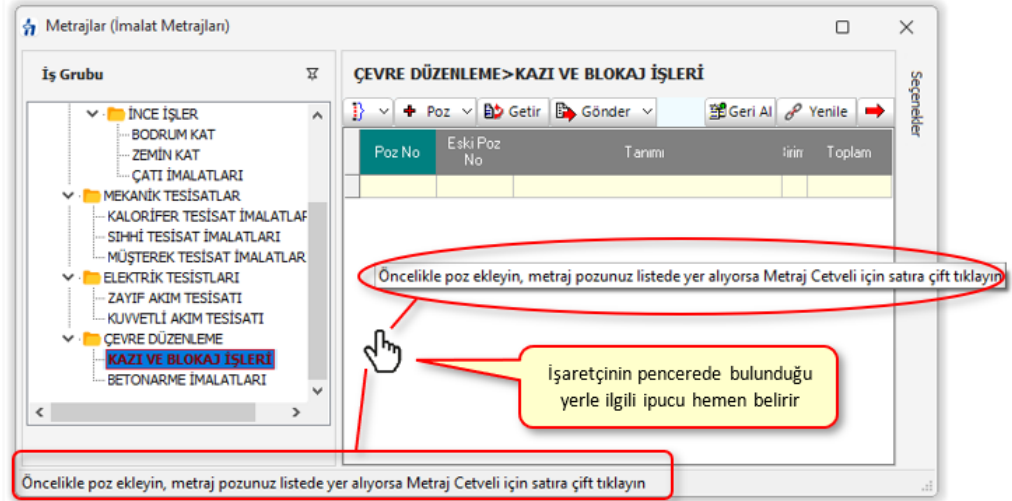 Metrajlar (İmalat Metrajları)
İş Grubu
İNCE İŞLER
BODRUM KAT
ZEMİN KAT
ÇATI İMALATLARI
MEKANİK TESİSATLAR
KALORİFER TESİSAT İMALATLAR
SIHHİ TESİSAT İMALATLARI
MÜŞTEREK TESİSAT İMALATLAR
ELEKTRİK TESİSTLARI
ZAYIF AKIM TESİSATI
KUVVETLİ AKIM TESİSATI
ÇEVRE DÜZENLEME
KAZI VE BLOKAJ İŞLERİ
BETONARME İMALATLARI
ÇEVRE DÜZENLEME>KAZI VE BLOKAJ İŞLERİ
Poz Getir Gönder Geri Al Yenile
Poz No Eski Poz No Tanımı Toplam
Seçenekler
Öncelikle poz ekleyin, metraj pozunuz listede yer alıyorsa Metraj Cetveli için satıra çift tıklayın
İşaretçinin pencerede bulunduğu
yerle ilgili ipucu hemen belirir
Öncelikle poz ekleyin, metraj pozunuz listede yer alıyorsa Metraj Cetveli için satıra çift tıklayın